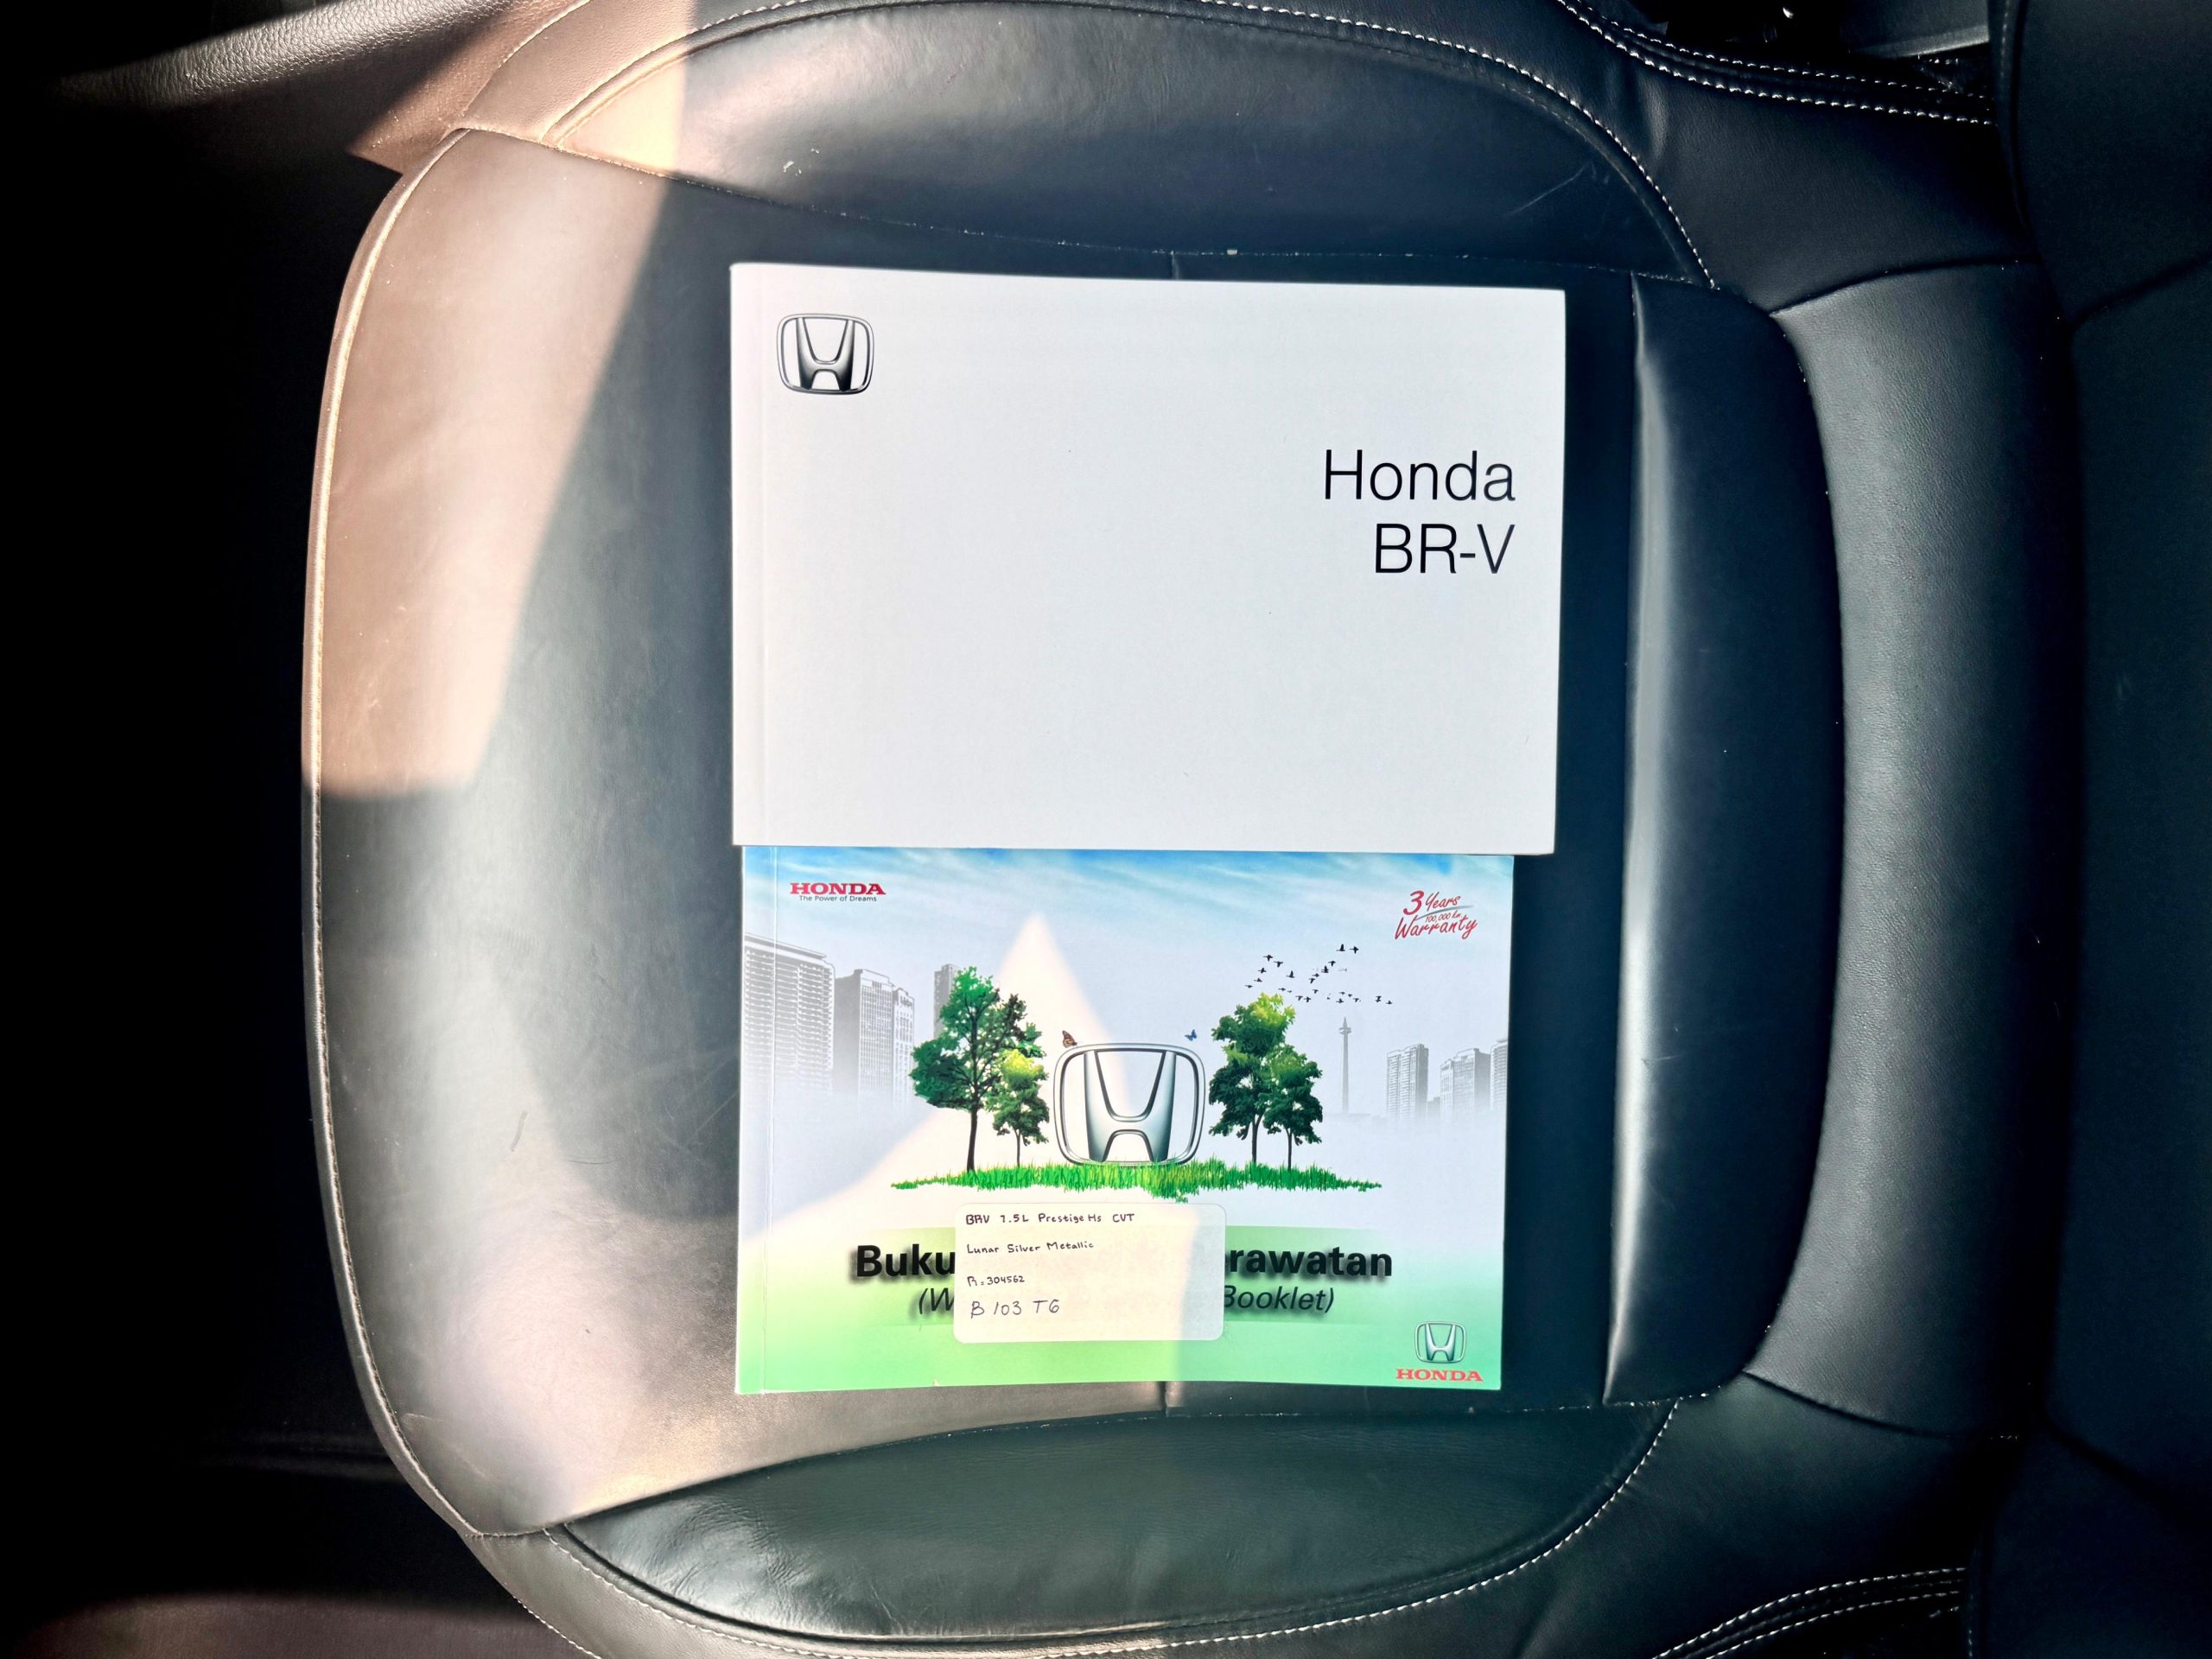 Honda
BR-V
HONDA
The Power of Dreams
3 Years
100,000 km
Warranty
BRV 1.5L Prestige Hs CVT
Lunar Silver Metallic
Buku rawatan
R=304562
(W Booklet)
B 103 TG
HONDA